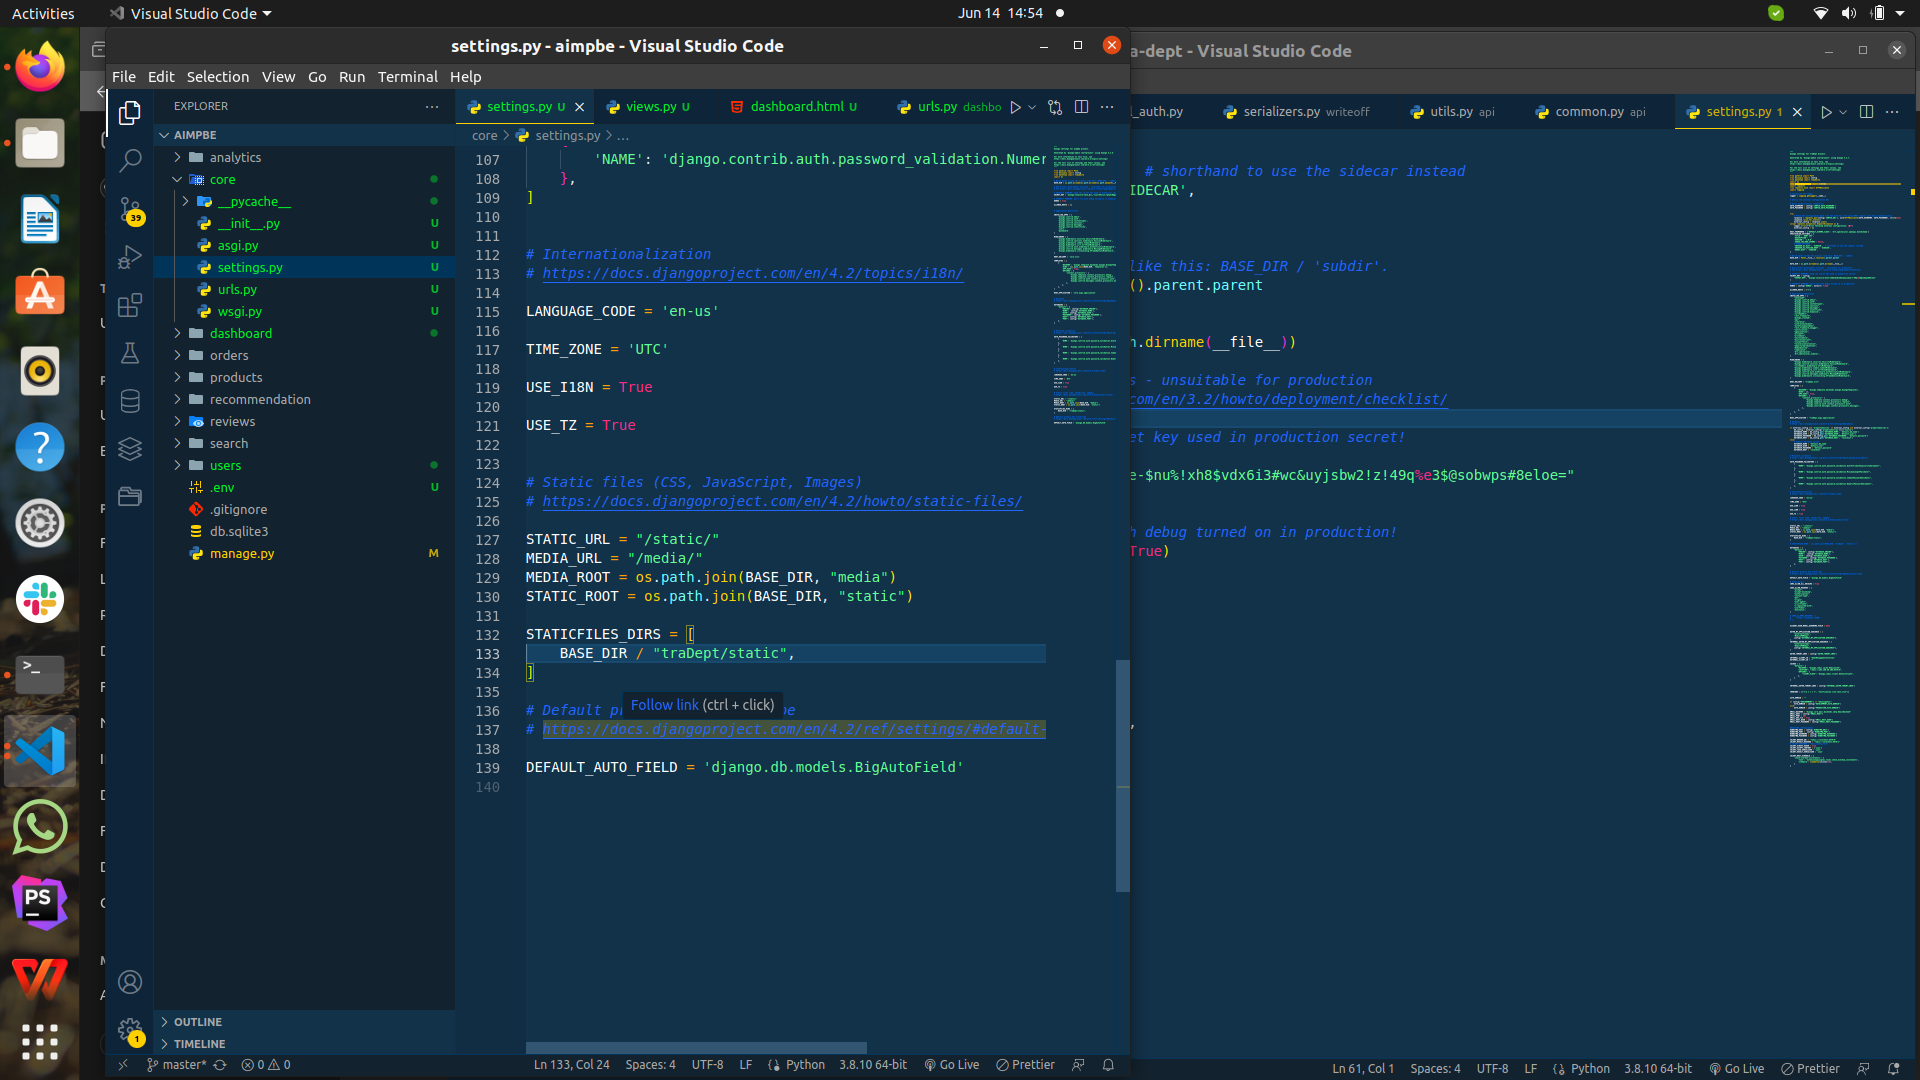 Activities
Visual Studio Code
Jun 14 14:54
settings.py - aimpbe - Visual Studio Code
a-dept - Visual Studio Code
File Edit Selection View Go Run Terminal Help
EXPLORER
settings.py U
views.py U
dashboard.html U
urls.py dashbo
l_auth.py
serializers.py writeoff
utils.py api
common.py api
settings.py 1
AIMPBE
analytics
core
__pycache__
__init__.py U
asgi.py U
settings.py U
urls.py U
wsgi.py U
dashboard
orders
products
recommendation
reviews
search
users
.env U
.gitignore
db.sqlite3
manage.py M
39
OUTLINE
TIMELINE
1
core > settings.py > ...
107 'NAME': 'django.contrib.auth.password_validation.Numer
108 },
109 ]
110
111
112 # Internationalization
113 # https://docs.djangoproject.com/en/4.2/topics/i18n/
114
115 LANGUAGE_CODE = 'en-us'
116
117 TIME_ZONE = 'UTC'
118
119 USE_I18N = True
120
121 USE_TZ = True
122
123
124 # Static files (CSS, JavaScript, Images)
125 # https://docs.djangoproject.com/en/4.2/howto/static-files/
126
127 STATIC_URL = "/static/"
128 MEDIA_URL = "/media/"
129 MEDIA_ROOT = os.path.join(BASE_DIR, "media")
130 STATIC_ROOT = os.path.join(BASE_DIR, "static")
131
132 STATICFILES_DIRS = [
133 BASE_DIR / "traDept/static",
134 ]
135
136 # Default pr
Follow link (ctrl + click)
137 # https://docs.djangoproject.com/en/4.2/ref/settings/#default-
138
139 DEFAULT_AUTO_FIELD = 'django.db.models.BigAutoField'
140
# shorthand to use the sidecar instead
IDECAR',
like this: BASE_DIR / 'subdir'.
().parent.parent
n.dirname(__file__))
s - unsuitable for production
com/en/3.2/howto/deployment/checklist/
et key used in production secret!
e-$nu%!xh8$vdx6i3#wc&uyjsbw2!z!49q%e3$@sobwps#8eloe="
h debug turned on in production!
True)
,
master*
0 0
Ln 133, Col 24
Spaces: 4
UTF-8
LF
Python
3.8.10 64-bit
Go Live
Prettier
Ln 61, Col 1
Spaces: 4
UTF-8
LF
Python
3.8.10 64-bit
Go Live
Prettier
PS